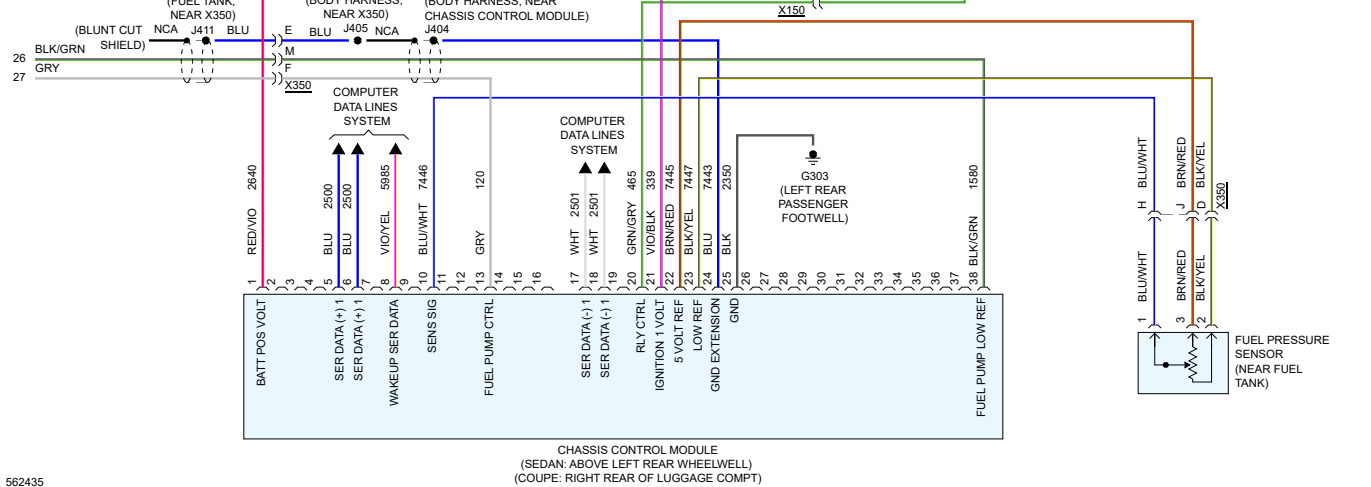 (FUEL TANK,
NEAR X350)
(BODY HARNESS,
NEAR X350)
(BODY HARNESS, NEAR
CHASSIS CONTROL MODULE)
X150
(BLUNT CUT
SHIELD)
NCA
J411
BLU
E
BLU
J405
NCA
J404
26
BLK/GRN
M
27
GRY
F
X350
COMPUTER
DATA LINES
SYSTEM
COMPUTER
DATA LINES
SYSTEM
G303
(LEFT REAR
PASSENGER
FOOTWELL)
2640
2500
2500
5985
7446
120
2501
2501
465
339
7445
7447
7443
2350
1580
RED/VIO
BLU
BLU
VIO/YEL
BLU/WHT
GRY
WHT
WHT
GRN/GRY
VIO/BLK
BRN/RED
BLK/YEL
BLU
BLK
BLK/GRN
1
2
3
4
5
6
7
8
9
10
11
12
13
14
15
16
17
18
19
20
21
22
23
24
25
26
27
28
29
30
31
32
33
34
35
36
37
38
BATT POS VOLT
SER DATA (+) 1
SER DATA (+) 1
WAKEUP SER DATA
SENS SIG
FUEL PUMP CTRL
SER DATA (-) 1
SER DATA (-) 1
RLY CTRL
IGNITION 1 VOLT
5 VOLT REF
LOW REF
GND EXTENSION
GND
FUEL PUMP LOW REF
CHASSIS CONTROL MODULE
(SEDAN: ABOVE LEFT REAR WHEELWELL)
(COUPE: RIGHT REAR OF LUGGAGE COMPT)
BLU/WHT
BRN/RED
BLK/YEL
H
J
D
X350
BLU/WHT
BRN/RED
BLK/YEL
1
3
2
FUEL PRESSURE
SENSOR
(NEAR FUEL
TANK)
562435